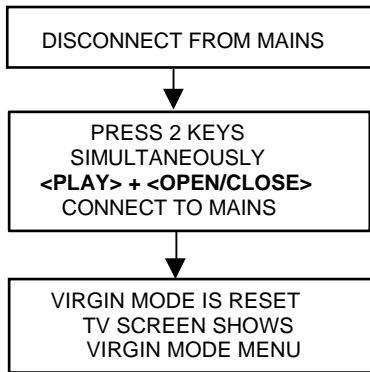 DISCONNECT FROM MAINS
PRESS 2 KEYS
SIMULTANEOUSLY
<PLAY> + <OPEN/CLOSE>
CONNECT TO MAINS
VIRGIN MODE IS RESET
TV SCREEN SHOWS
VIRGIN MODE MENU